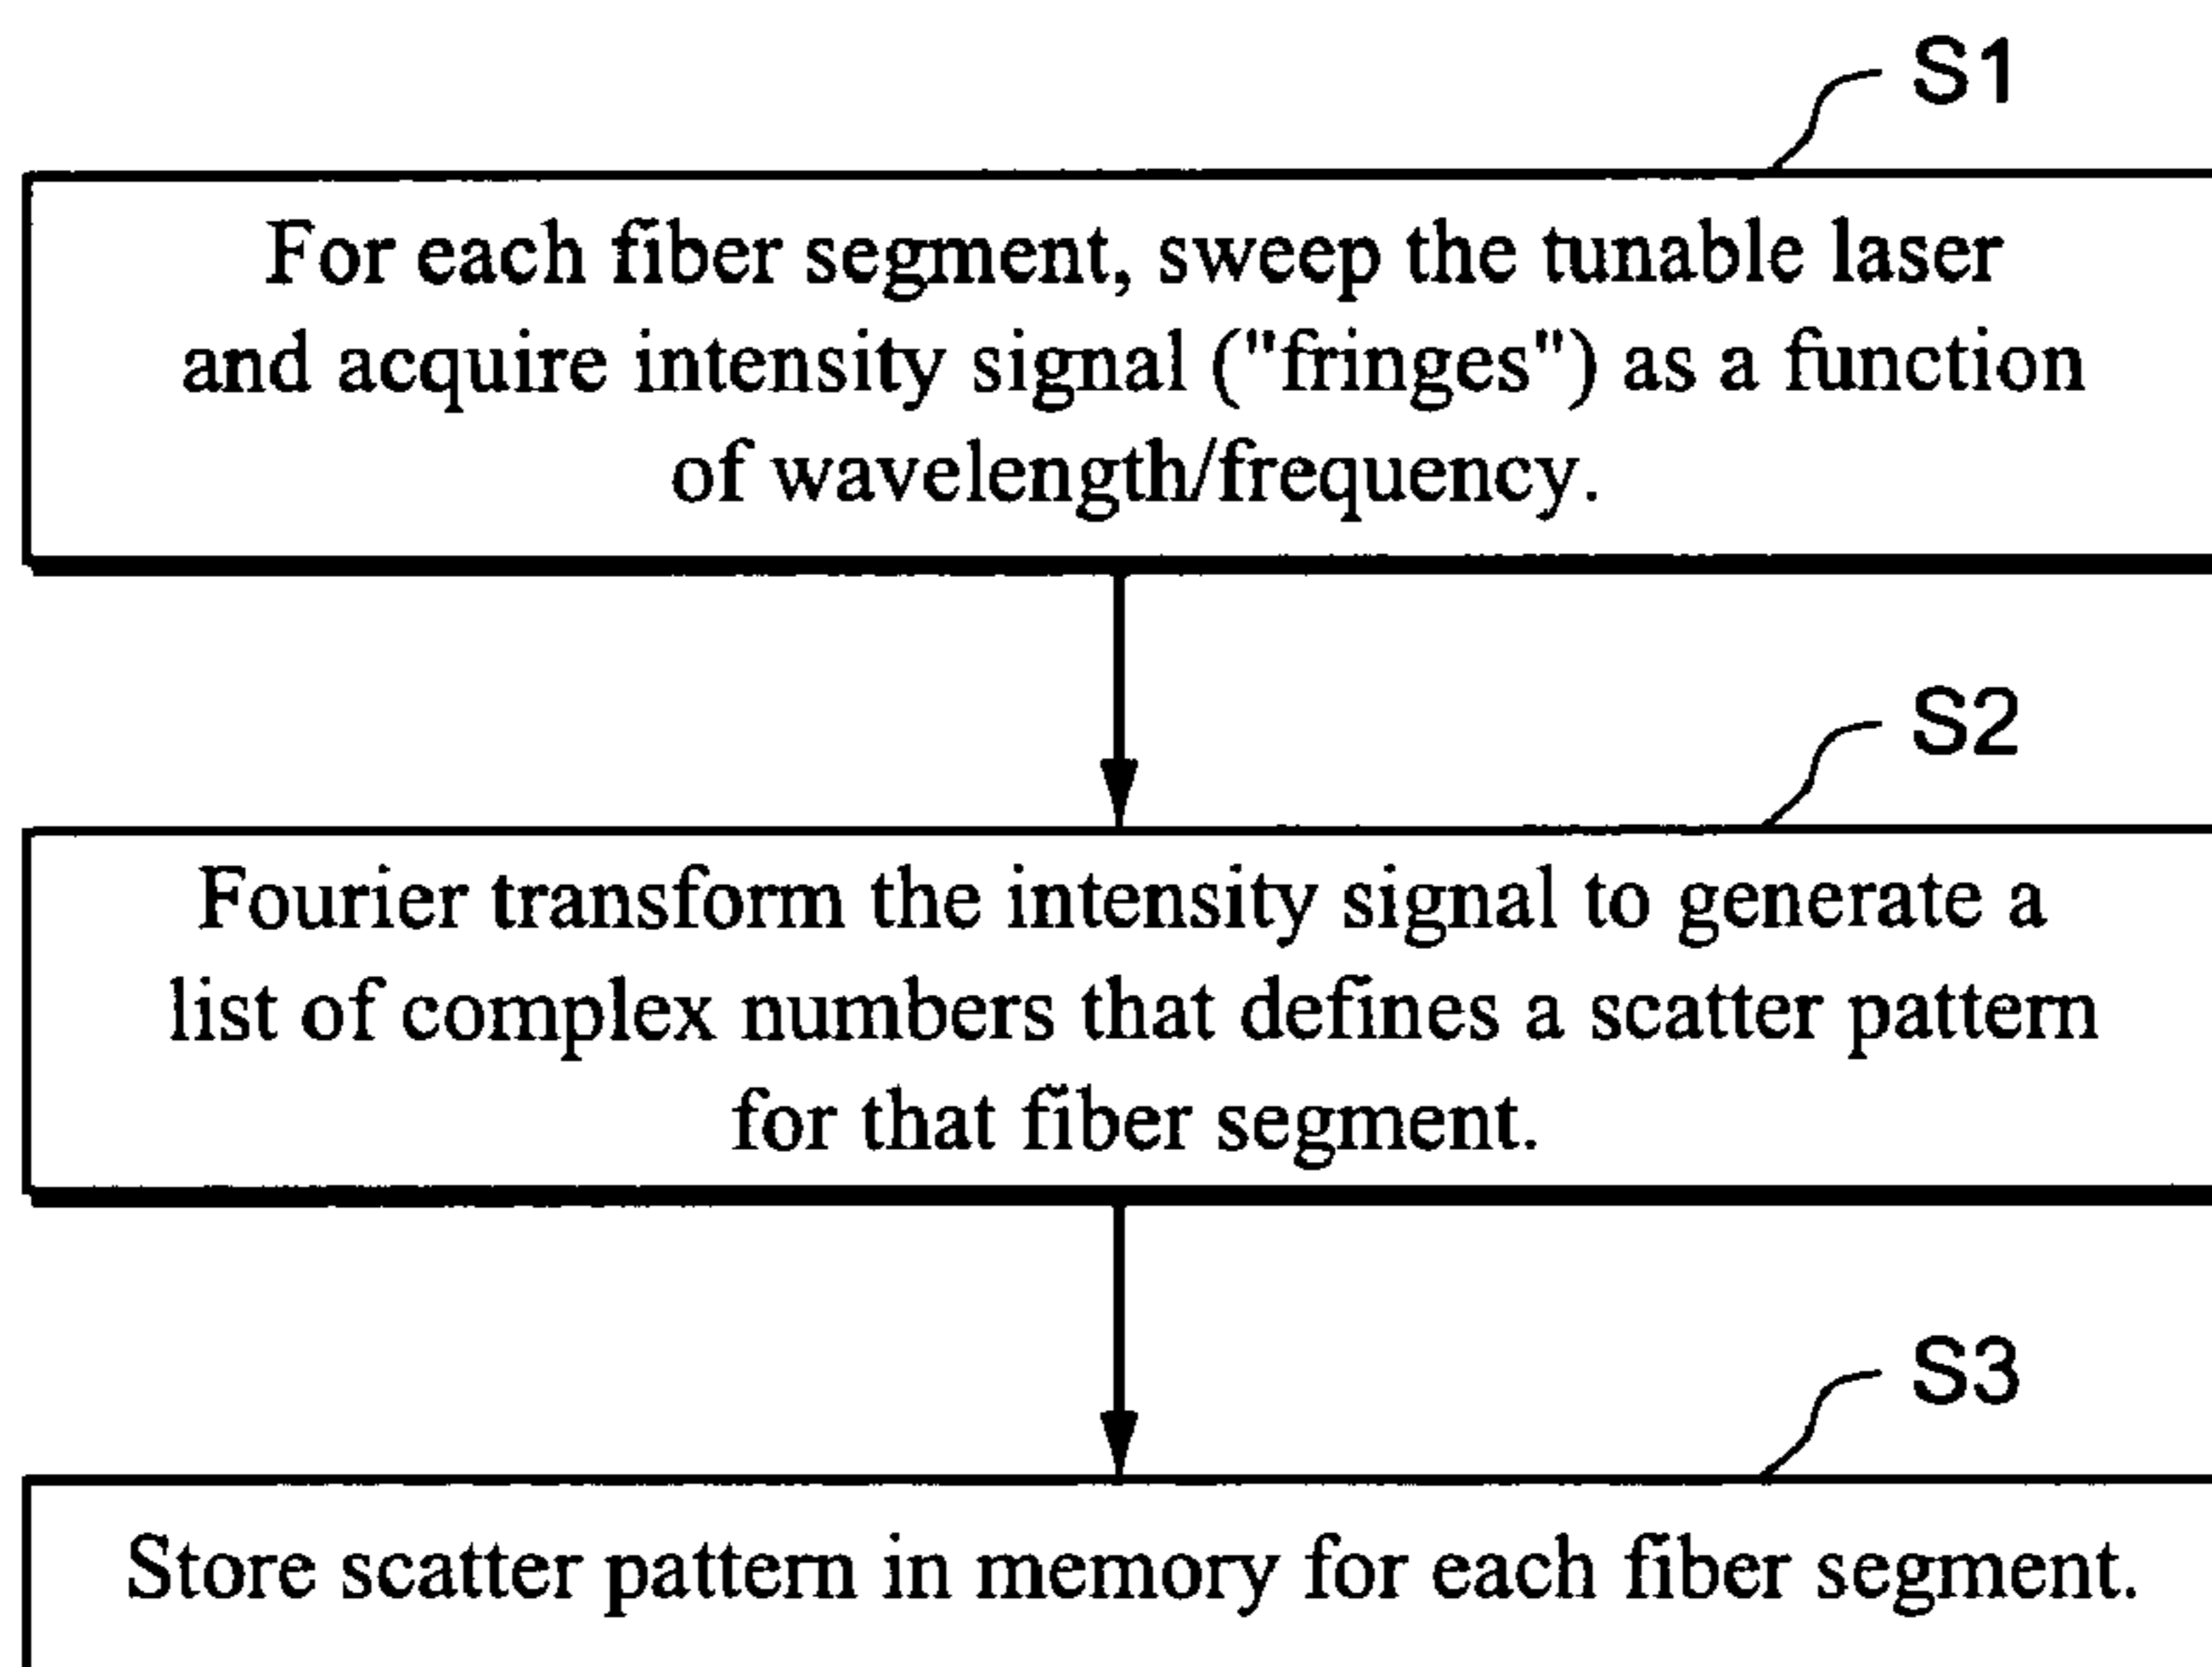 S1
For each fiber segment, sweep the tunable laser
and acquire intensity signal ("fringes") as a function
of wavelength/frequency.
S2
Fourier transform the intensity signal to generate a
list of complex numbers that defines a scatter pattern
for that fiber segment.
S3
Store scatter pattern in memory for each fiber segment.